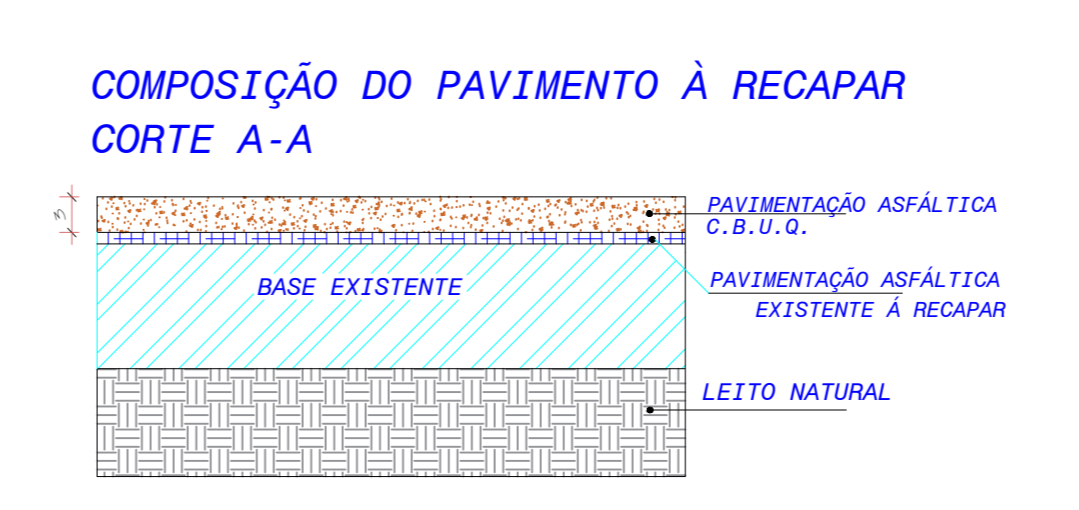 COMPOSIÇÃO DO PAVIMENTO À RECAPAR
CORTE A-A
3
PAVIMENTAÇÃO ASFÁLTICA
C.B.U.Q.
BASE EXISTENTE
PAVIMENTAÇÃO ASFÁLTICA
EXISTENTE Á RECAPAR
LEITO NATURAL